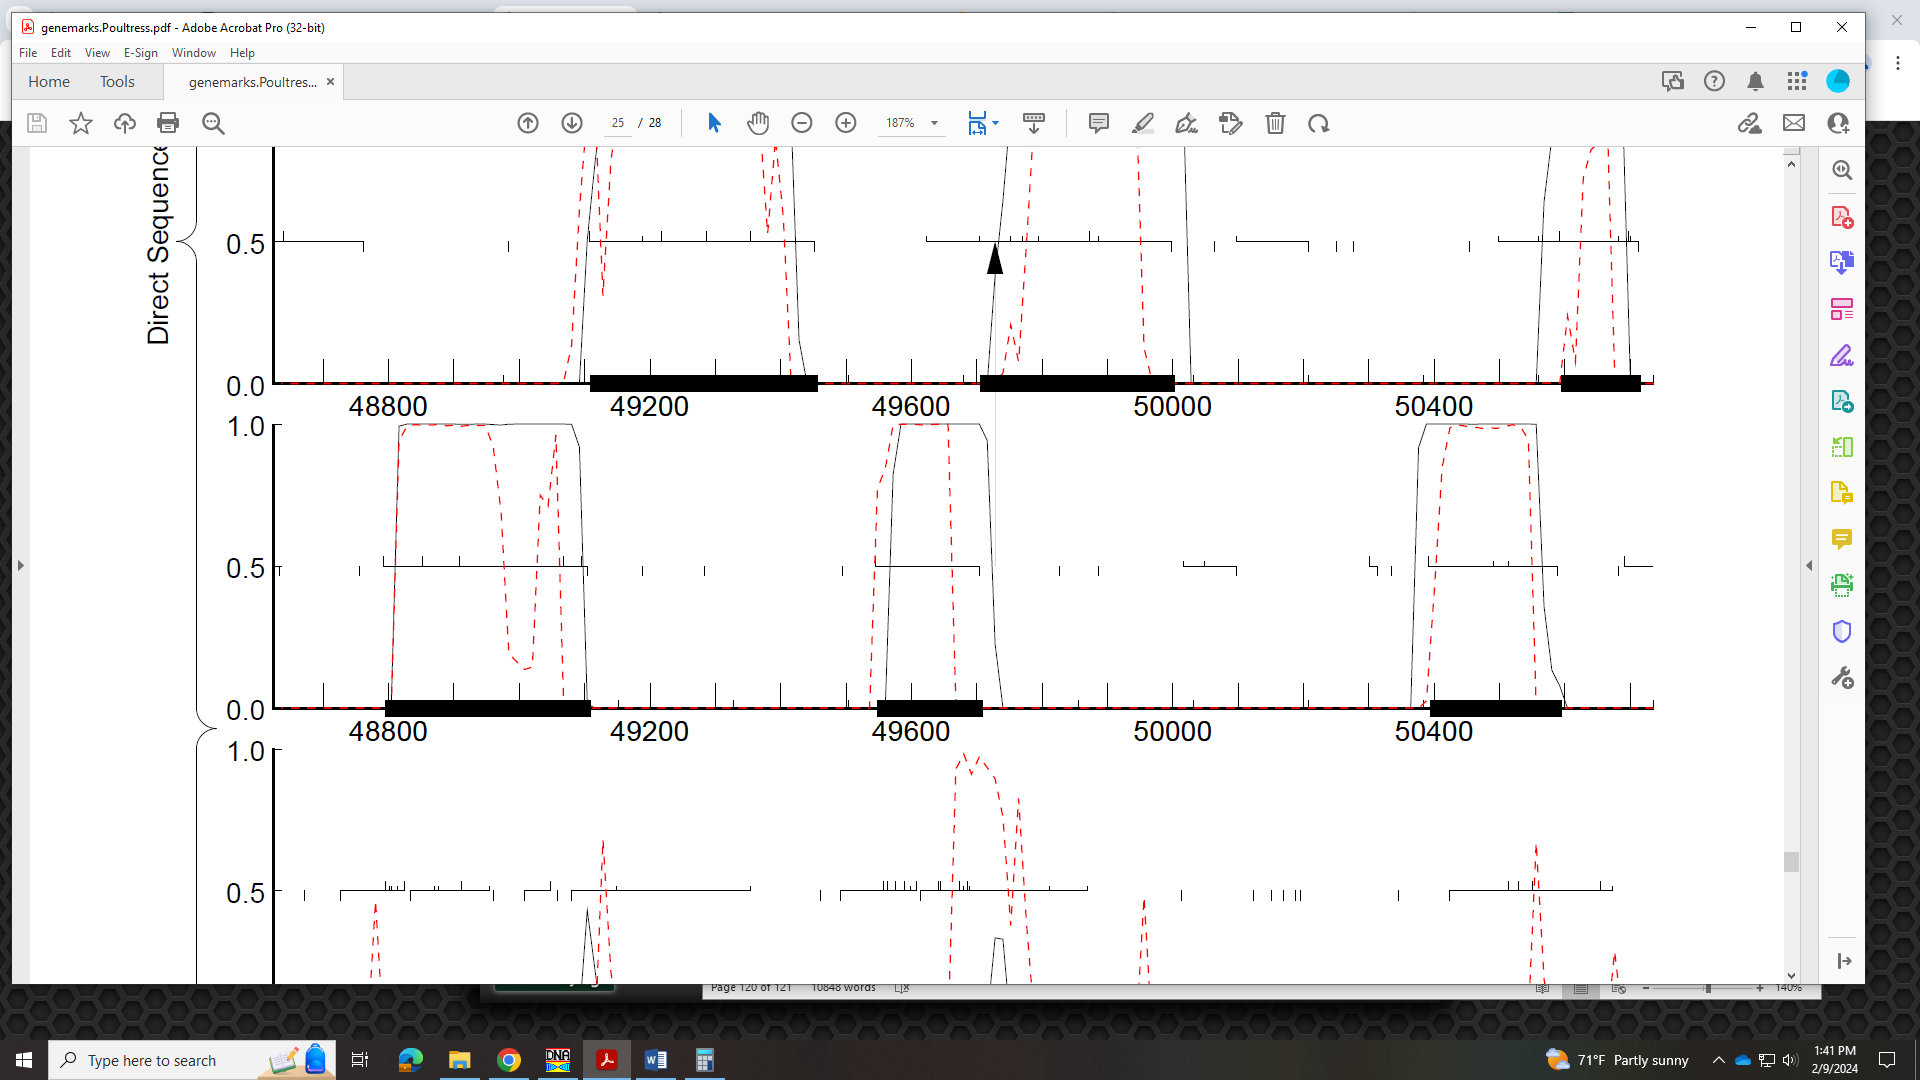 genemarks.Poultress.pdf - Adobe Acrobat Pro (32-bit)
File Edit View E-Sign Window Help
Home Tools genemarks.Poultres... ×
25 / 28 187%
Direct Sequence
0.5
0.0
48800 49200 49600 50000 50400
1.0
0.5
0.0
48800 49200 49600 50000 50400
1.0
0.5
Page 120 of 121 10848 words 140%
Type here to search
DNA
71°F Partly sunny
1:41 PM
2/9/2024